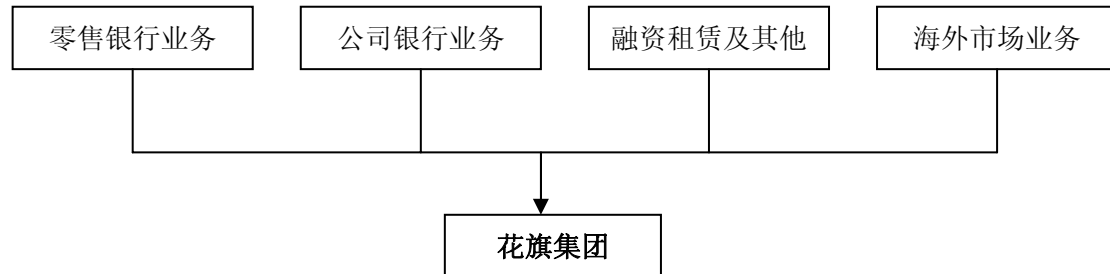 零售银行业务
公司银行业务
融资租赁及其他
海外市场业务
花旗集团